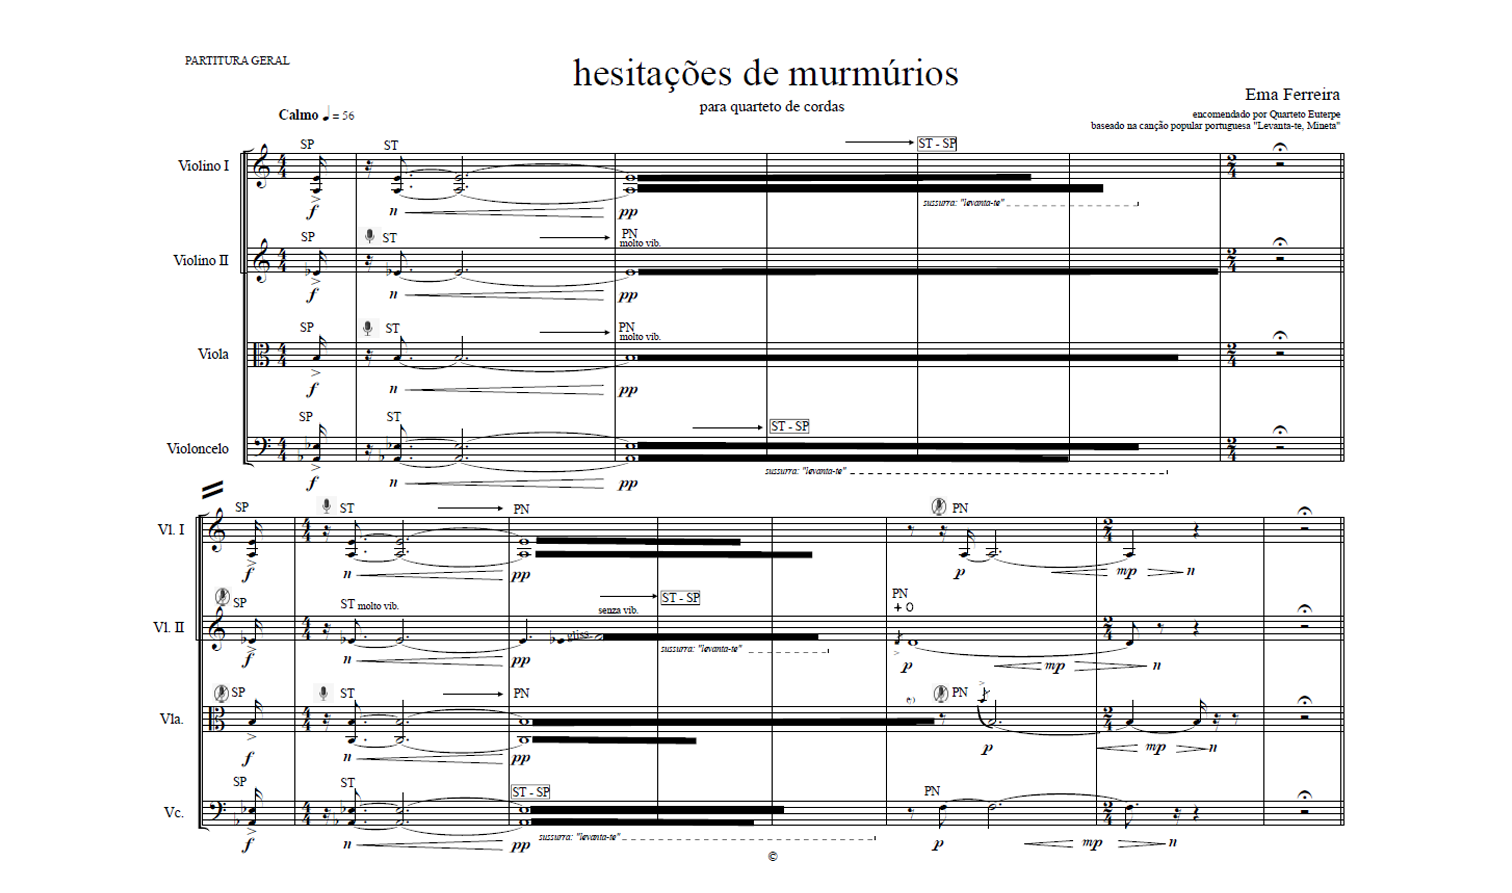 PARTITURA GERAL
hesitações de murmúrios
para quarteto de cordas
Ema Ferreira
encomendado por Quarteto Euterpe
baseado na canção popular portuguesa "Levanta-te, Mineta"
Calmo ♩ = 56
SP ST ST - SP
Violino I
f n pp sussurra: "levanta-te"
SP ST PN
molto vib.
Violino II
f n pp
SP ST PN
molto vib.
Viola
f n pp
SP ST ST - SP
Violoncelo
sussurra: "levanta-te"
f n pp
SP ST PN PN
Vl. I
f n pp p mp n
SP ST molto vib. senza vib. ST - SP PN
Vl. II
gliss.
sussurra: "levanta-te"
f n pp p mp n
SP ST PN PN
Vla.
f n pp p mp n
SP ST ST - SP PN
Vc.
sussurra: "levanta-te"
f n pp p mp n
©